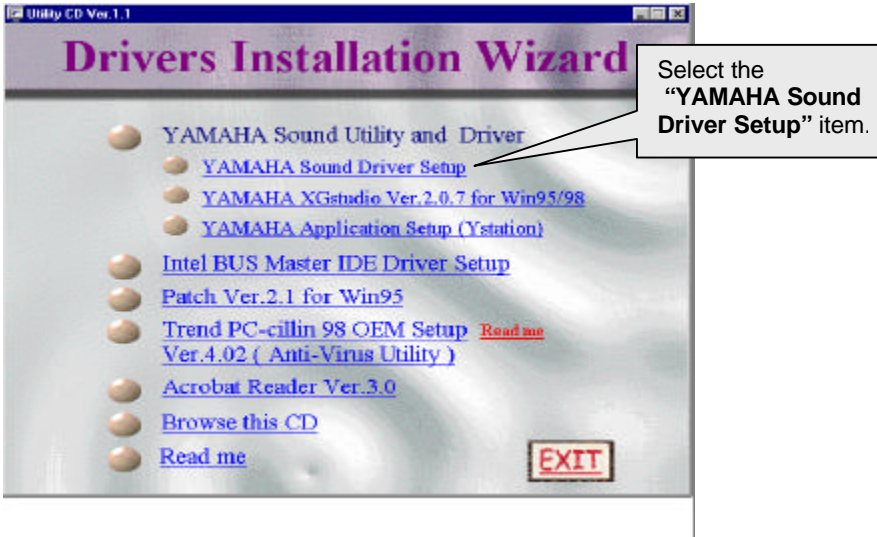 Utility CD Ver.1.1
Drivers Installation Wizard
Select the
“YAMAHA Sound
Driver Setup” item.
YAMAHA Sound Utility and Driver
YAMAHA Sound Driver Setup
YAMAHA XGstudio Ver.2.0.7 for Win95/98
YAMAHA Application Setup (Ystation)
Intel BUS Master IDE Driver Setup
Patch Ver.2.1 for Win95
Trend PC-cillin 98 OEM Setup Read me
Ver.4.02 ( Anti-Virus Utility )
Acrobat Reader Ver.3.0
Browse this CD
Read me
EXIT